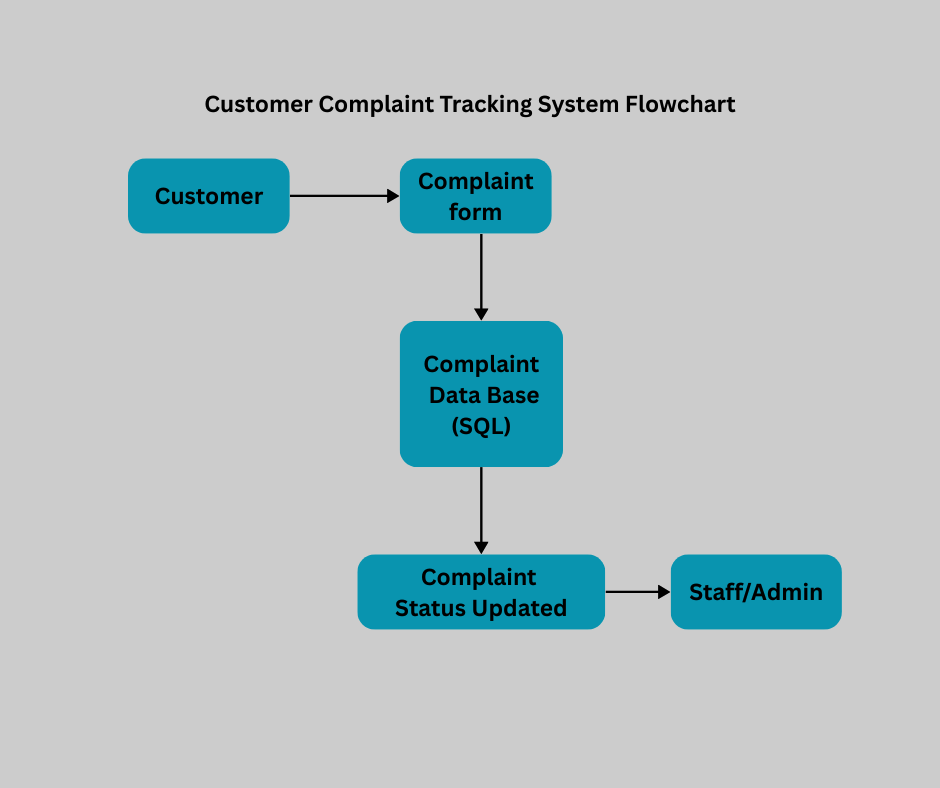 Customer Complaint Tracking System Flowchart
Customer
Complaint
form
Complaint
Data Base
(SQL)
Complaint
Status Updated
Staff/Admin